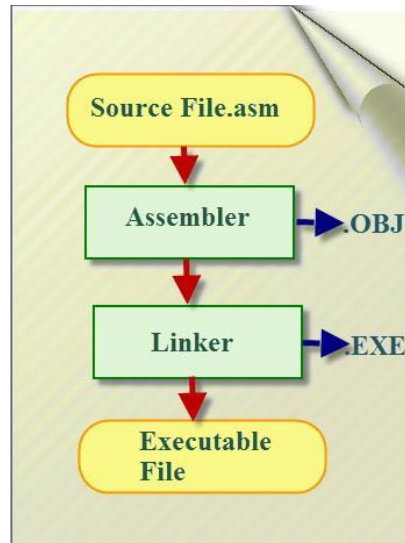 Source File.asm
Assembler
.OBJ
Linker
.EXE
Executable
File